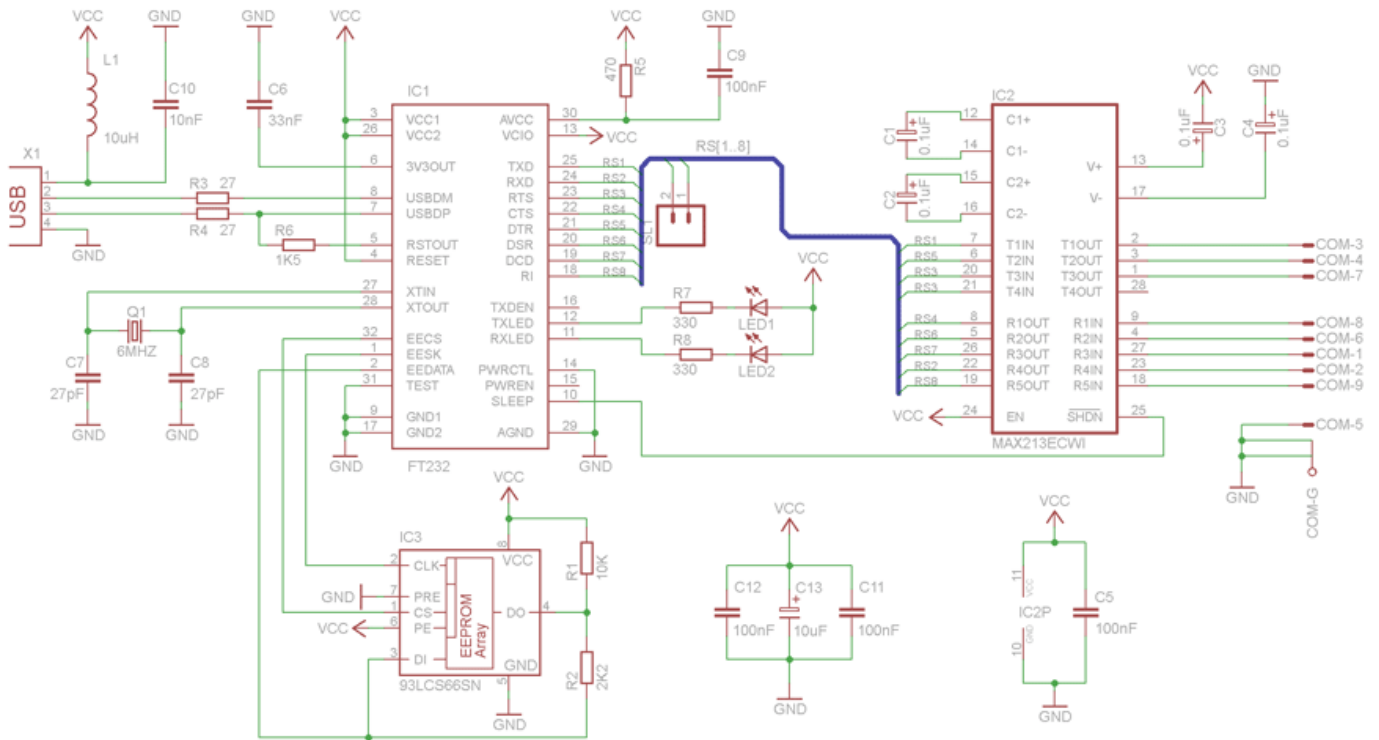 VCC
GND
GND
VCC
VCC
GND
L1
10uH
C10
10nF
C6
33nF
470
R5
C9
100nF
VCC
GND
0.1uF
C3
C4
0.1uF
X1
USB
1
2
3
4
GND
R3 27
R4 27
R6
1K5
IC1
3 VCC1
26 VCC2
6 3V3OUT
8 USBDM
7 USBDP
5 RSTOUT
4 RESET
27 XTIN
28 XTOUT
32 EECS
1 EESK
2 EEDATA
31 TEST
9 GND1
17 GND2
AVCC 30
VCIO 13 VCC
TXD 25 RS1
RXD 24 RS2
RTS 23 RS3
CTS 22 RS4
DTR 21 RS5
DSR 20 RS6
DCD 19 RS7
RI 18 RS8
TXDEN 16
TXLED 12
RXLED 11
PWRCTL 14
PWREN 15
SLEEP 10
AGND 29
FT232
GND
GND
Q1
6MHZ
C7
27pF
C8
27pF
GND
GND
RS[1..8]
SL1
2
1
R7
330
LED1
R8
330
LED2
VCC
IC2
C1
0.1uF
C2
0.1uF
12 C1+
14 C1-
15 C2+
16 C2-
V+ 13
V- 17
RS1 7 T1IN T1OUT 2 COM-3
RS5 6 T2IN T2OUT 3 COM-4
RS3 20 T3IN T3OUT 1 COM-7
RS3 21 T4IN T4OUT 28
RS4 8 R1OUT R1IN 9 COM-8
RS6 5 R2OUT R2IN 4 COM-6
RS7 26 R3OUT R3IN 27 COM-1
RS2 22 R4OUT R4IN 23 COM-2
RS8 19 R5OUT R5IN 18 COM-9
VCC 24 EN SHDN 25
MAX213ECWI
COM-5
GND
COM-G
VCC
IC3
8
VCC
2 CLK
GND 7 PRE
1 CS
VCC 6 PE
3 DI
EEPROM
Array
DO 4
GND
5
93LCS66SN
GND
R1
10K
R2
2K2
VCC
C12
100nF
C13
10uF
C11
100nF
GND
VCC
11
VCC
IC2P
10
GND
C5
100nF
GND